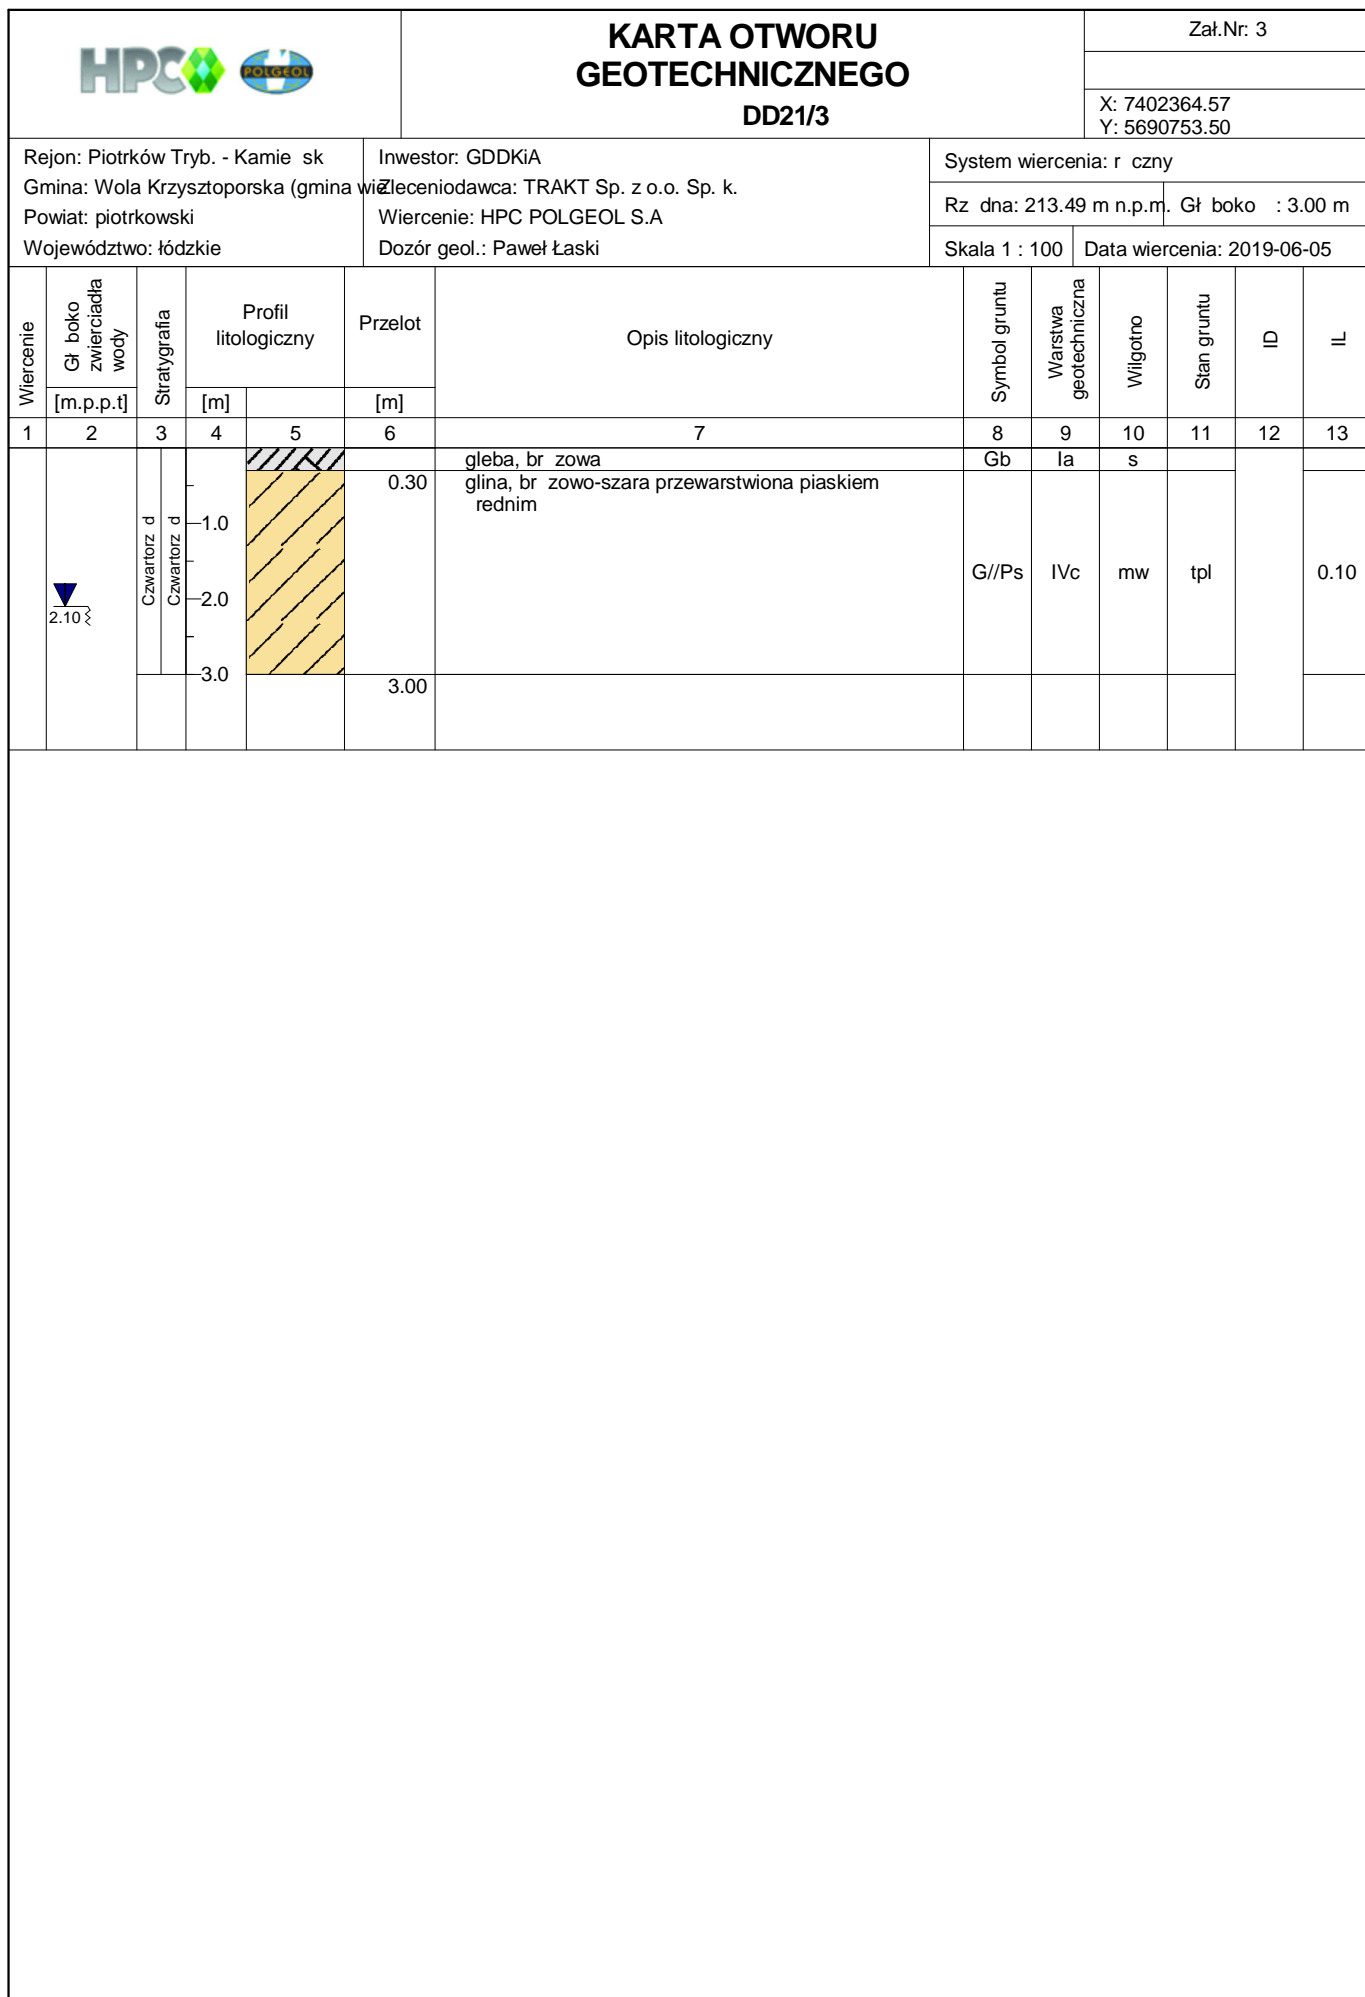 HPC POLGEOL
KARTA OTWORU
GEOTECHNICZNEGO
DD21/3
Zał.Nr: 3
X: 7402364.57
Y: 5690753.50
Rejon: Piotrków Tryb. - Kamie sk
Gmina: Wola Krzysztoporska (gmina wie
Powiat: piotrkowski
Województwo: łódzkie
Inwestor: GDDKiA
Zleceniodawca: TRAKT Sp. z o.o. Sp. k.
Wiercenie: HPC POLGEOL S.A
Dozór geol.: Paweł Łaski
System wiercenia: r czny
Rz dna: 213.49 m n.p.m. Gł boko : 3.00 m
Skala 1 : 100 Data wiercenia: 2019-06-05
Wiercenie
Gł boko
zwierciadła
wody
[m.p.p.t]
Stratygrafia
Profil
litologiczny
[m]
Przelot
[m]
Opis litologiczny
Symbol gruntu
Warstwa
geotechniczna
Wilgotno
Stan gruntu
ID
IL
1 2 3 4 5 6 7 8 9 10 11 12 13
gleba, br zowa Gb Ia s
0.30 glina, br zowo-szara przewarstwiona piaskiem
rednim
Czwartorz d
Czwartorz d
1.0
G//Ps IVc mw tpl 0.10
2.0
2.10
3.0
3.00